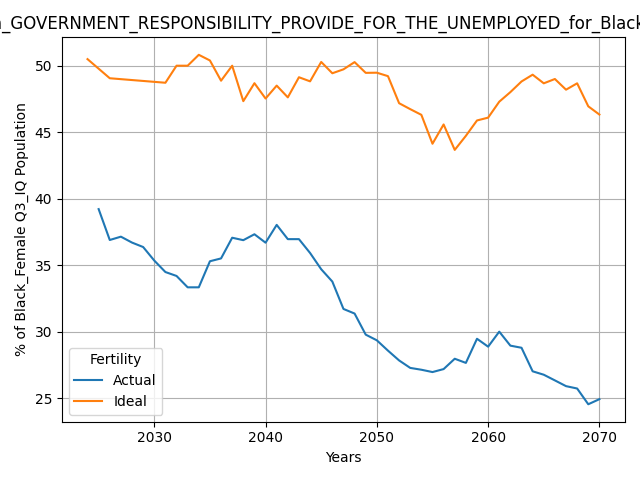 _GOVERNMENT_RESPONSIBILITY_PROVIDE_FOR_THE_UNEMPLOYED_for_Black
% of Black_Female Q3_IQ Population
50
45
40
35
30
25
Fertility
Actual
Ideal
2030 2040 2050 2060 2070
Years